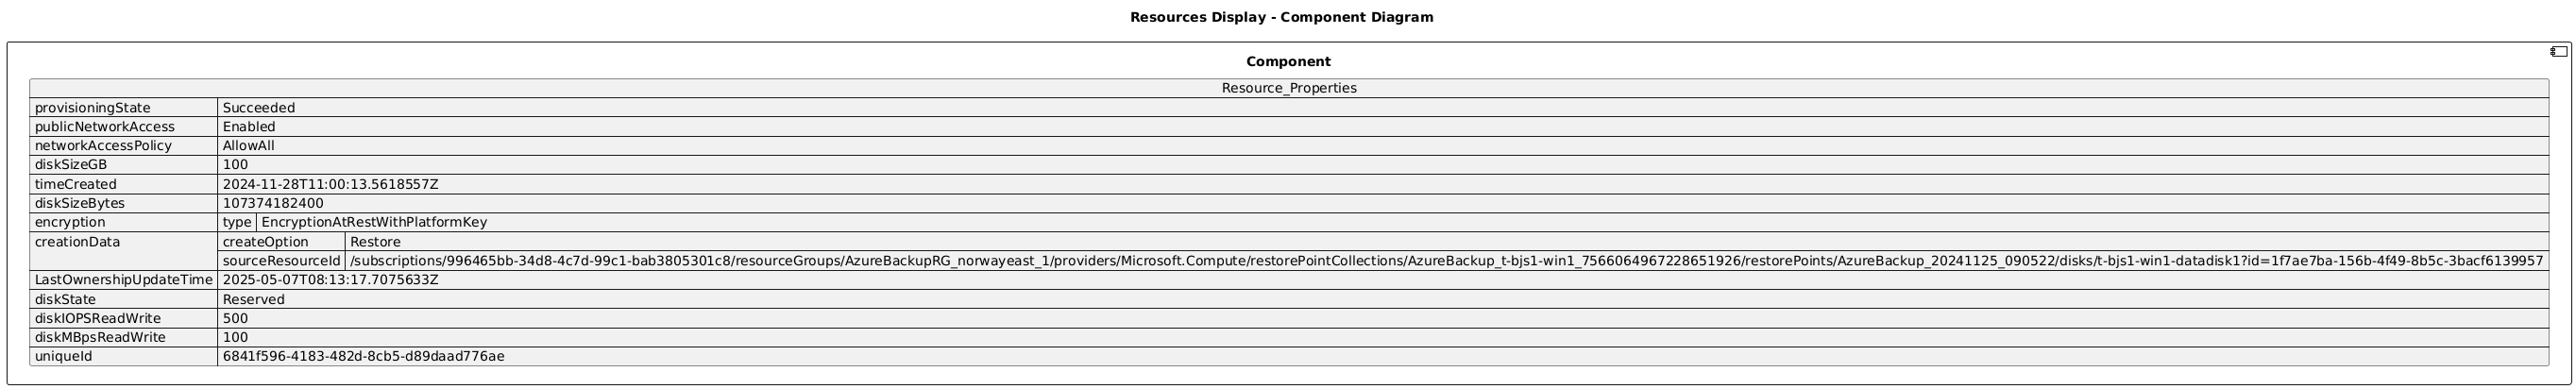 Resources Display - Component Diagram
Component
Resource_Properties
provisioningState Succeeded
publicNetworkAccess Enabled
networkAccessPolicy AllowAll
diskSizeGB 100
timeCreated 2024-11-28T11:00:13.5618557Z
diskSizeBytes 107374182400
encryption type EncryptionAtRestWithPlatformKey
creationData createOption Restore
sourceResourceId /subscriptions/996465bb-34d8-4c7d-99c1-bab3805301c8/resourceGroups/AzureBackupRG_norwayeast_1/providers/Microsoft.Compute/restorePointCollections/AzureBackup_t-bjs1-win1_7566064967228651926/restorePoints/AzureBackup_20241125_090522/disks/t-bjs1-win1-datadisk1?id=1f7ae7ba-156b-4f49-8b5c-3bacf6139957
LastOwnershipUpdateTime 2025-05-07T08:13:17.7075633Z
diskState Reserved
diskIOPSReadWrite 500
diskMBpsReadWrite 100
uniqueId 6841f596-4183-482d-8cb5-d89daad776ae